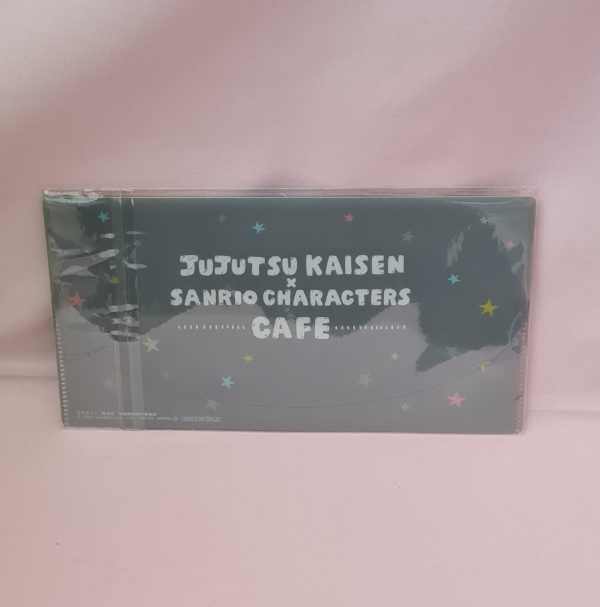 JUJUTSU KAISEN
×
SANRIO CHARACTERS
CAFE